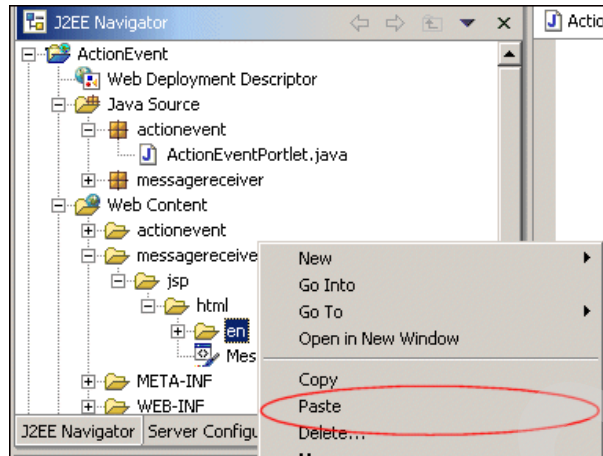 J2EE Navigator
ActionEvent
Web Deployment Descriptor
Java Source
actionevent
ActionEventPortlet.java
messagereceiver
Web Content
actionevent
messagereceive
jsp
html
en
Mes
META-INF
WEB-INF
J2EE Navigator
Server Configu
Actio
New
Go Into
Go To
Open in New Window
Copy
Paste
Delete...